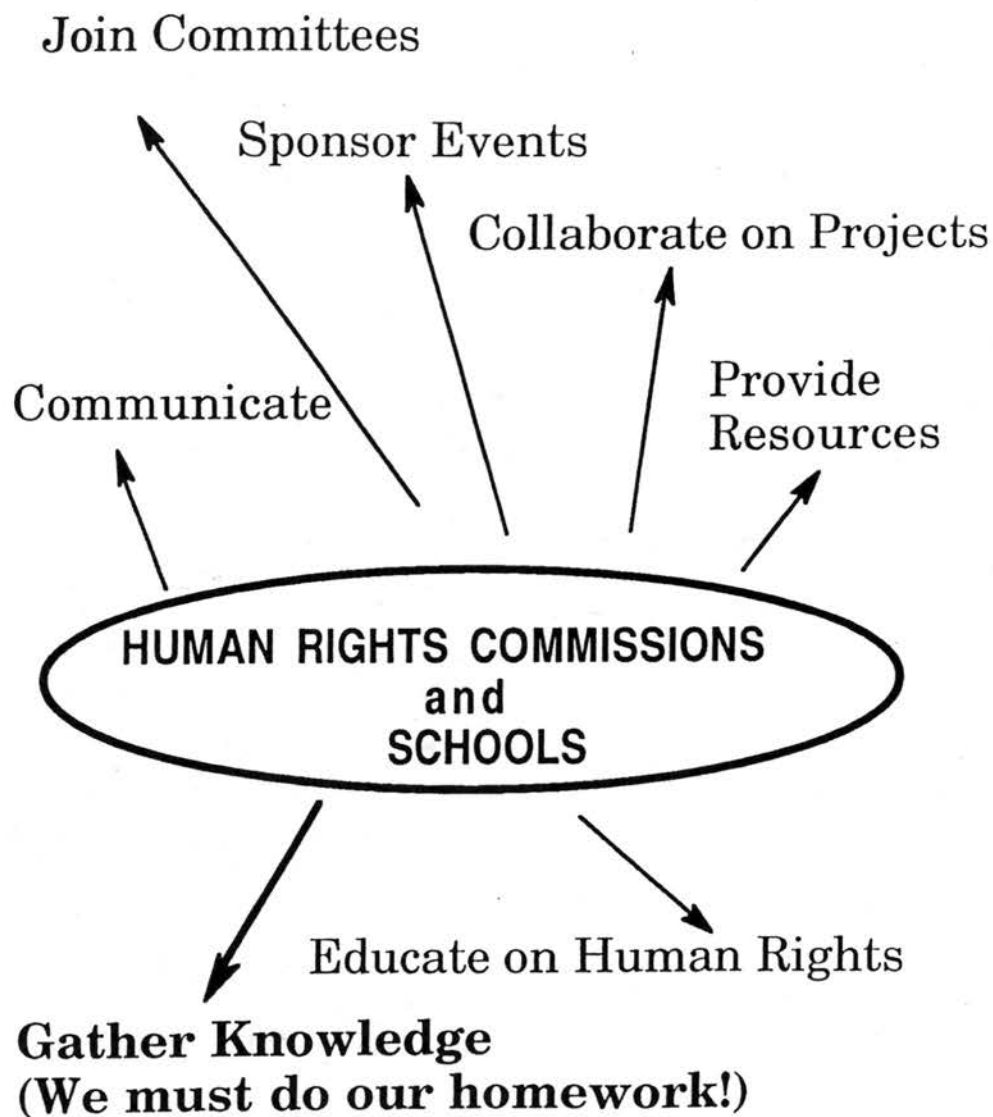 Join Committees
Sponsor Events
Collaborate on Projects
Communicate
Provide
Resources
HUMAN RIGHTS COMMISSIONS
and
SCHOOLS
Educate on Human Rights
Gather Knowledge
(We must do our homework!)